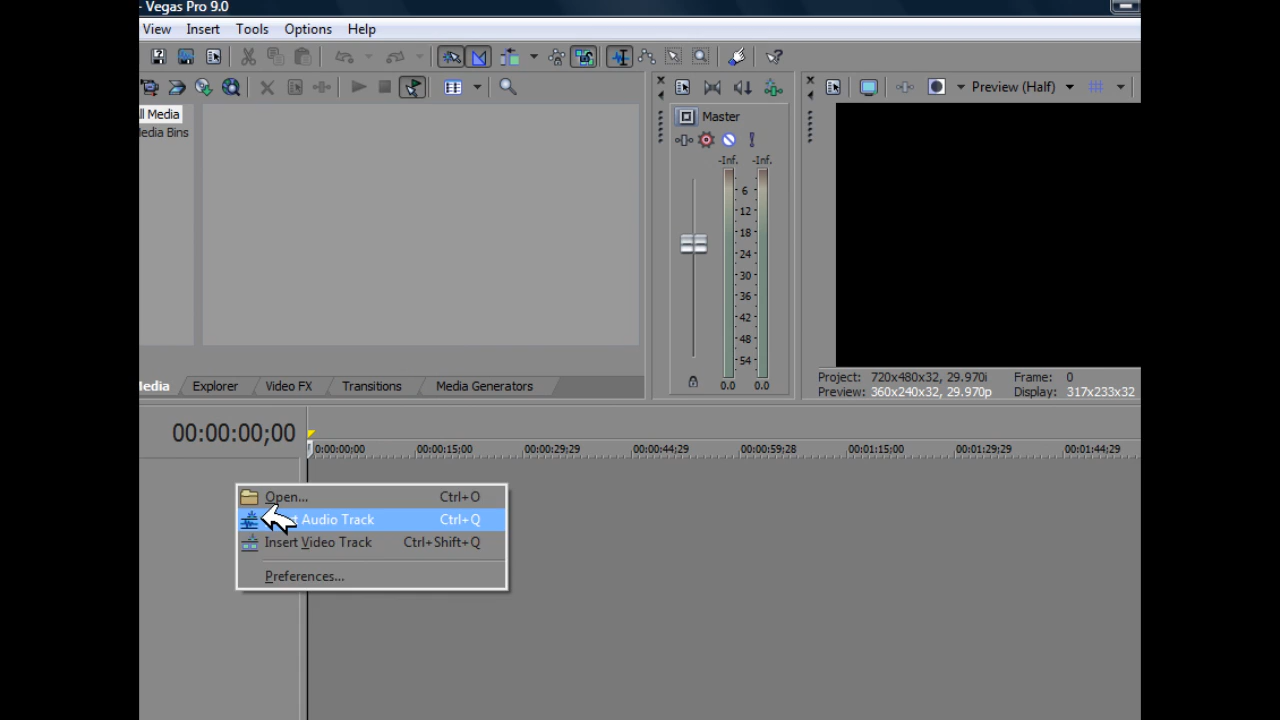 - Vegas Pro 9.0
View Insert Tools Options Help
Preview (Half)
ll Media
edia Bins
Master
-Inf. -Inf.
6
12
18
24
30
36
42
48
54
0.0 0.0
edia Explorer Video FX Transitions Media Generators
Project: 720x480x32, 29.970i Frame: 0
Preview: 360x240x32, 29.970p Display: 317x233x32
00:00:00;00
0:00:00;00 00:00:15;00 00:00:29;29 00:00:44;29 00:00:59;28 00:01:15;00 00:01:29;29 00:01:44;29
Open... Ctrl+O
t Audio Track Ctrl+Q
Insert Video Track Ctrl+Shift+Q
Preferences...